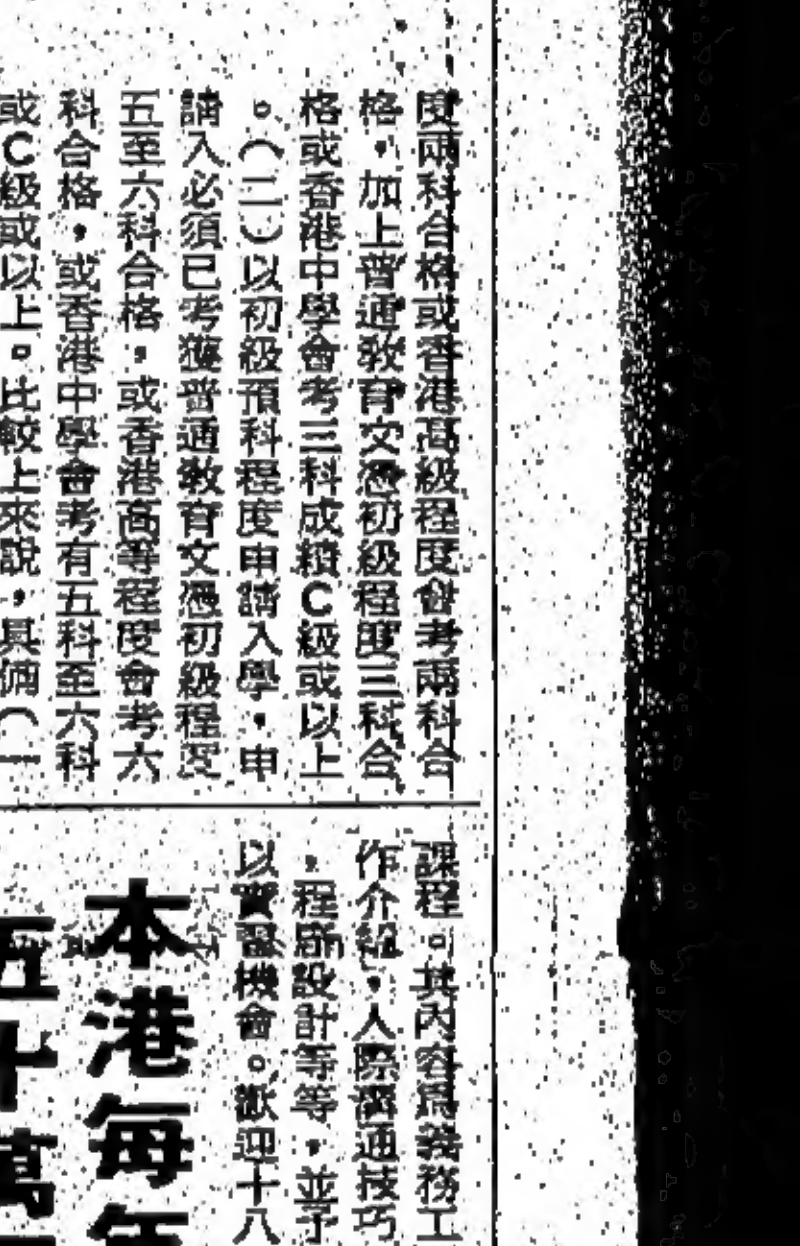 度兩科合格或香港高級程度會考兩科合
格，加上普通教育文憑初級程度三科合
格或香港中學會考三科成績C級或以上
。（二）以初級預科程度申請入學，申
請入必須已考獲普通教育文憑初級程度
五至六科合格，或香港高等程度會考六
科合格，或香港中學會考有五科至六科
或C級或以上。比較上來說，具備（一
課程。其內容爲義務工
作介紹，人際溝通技巧
，程序設計等等，並予
以實習機會。歡迎十八
本港每
五十萬